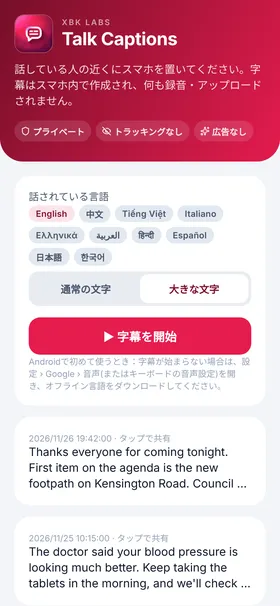 XBK LABS
Talk Captions
話している人の近くにスマホを置いてください。字
幕はスマホ内で作成され、何も録音・アップロード
されません。
プライベート
トラッキングなし
広告なし
話されている言語
English
中文
Tiếng Việt
Italiano
Ελληνικά
العربية
हिन्दी
Español
日本語
한국어
通常の文字
大きな文字
▶ 字幕を開始
Androidで初めて使うとき：字幕が始まらない場合は、設
定 › Google › 音声(またはキーボードの音声設定)を開
き、オフライン言語をダウンロードしてください。
2026/11/26 19:42:00 · タップで共有
Thanks everyone for coming tonight.
First item on the agenda is the new
footpath on Kensington Road. Council ...
2026/11/25 10:15:00 · タップで共有
The doctor said your blood pressure is
looking much better. Keep taking the
tablets in the morning, and we'll check ...